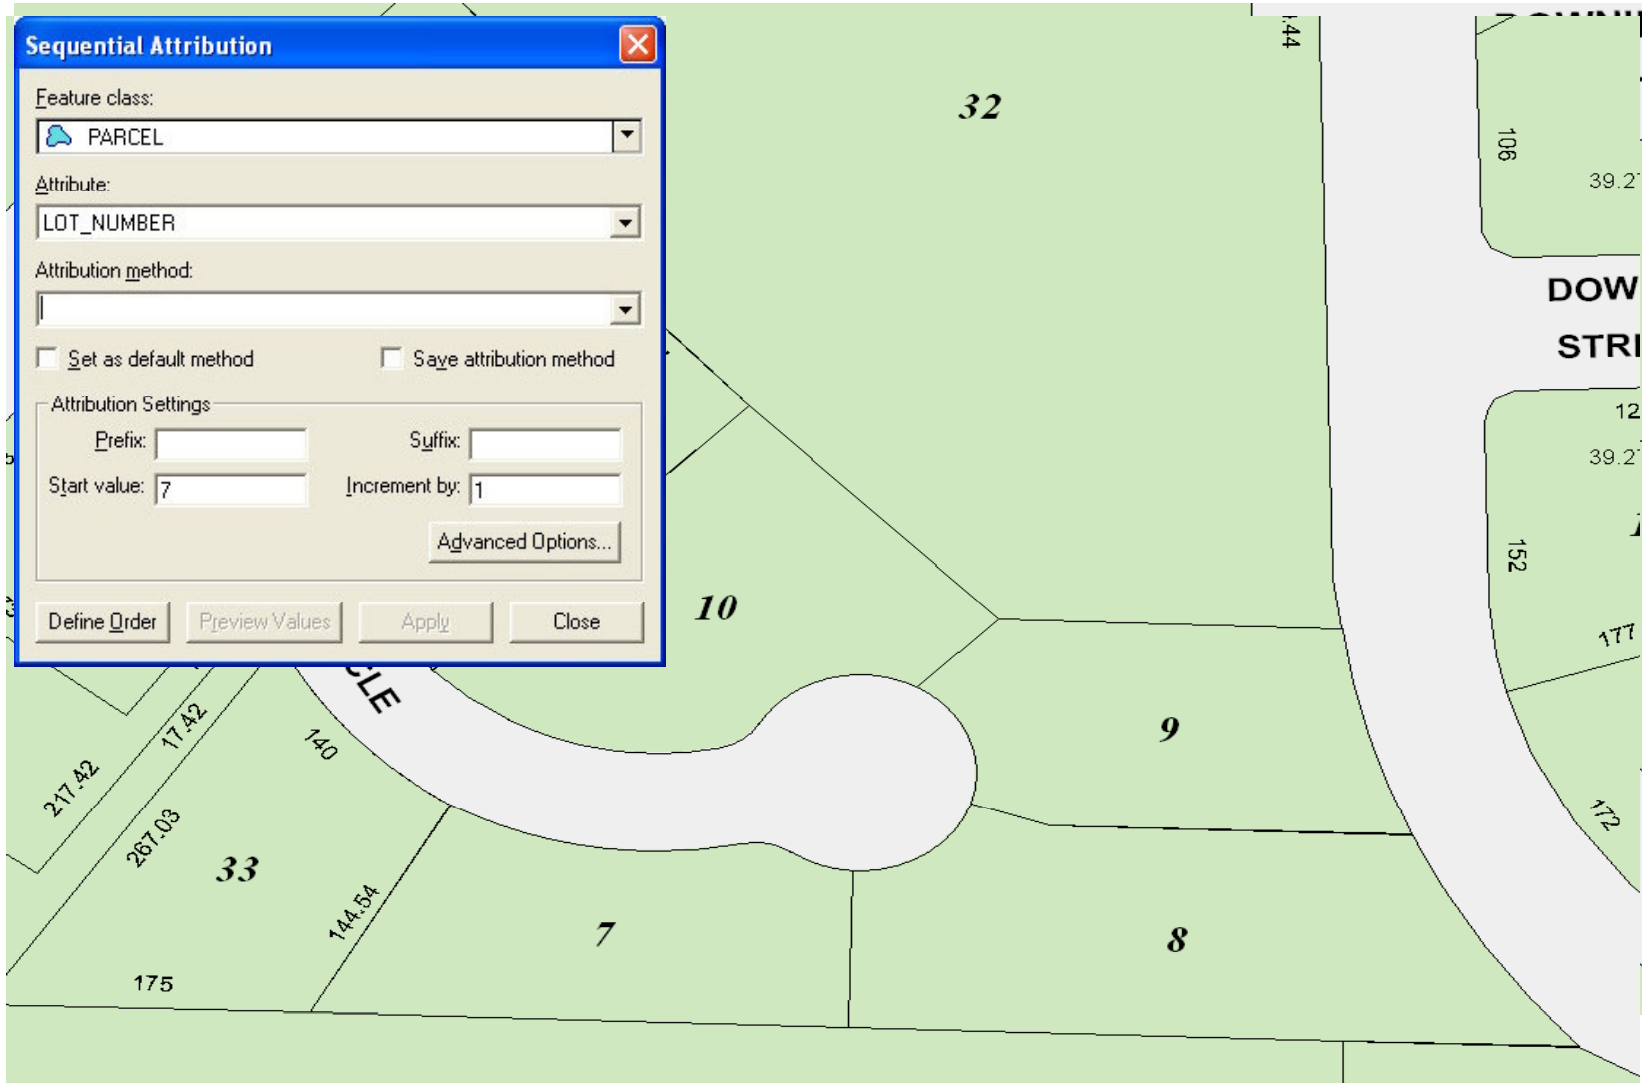 Sequential Attribution
Feature class:
PARCEL
Attribute:
LOT_NUMBER
Attribution method:
Set as default method
Save attribution method
Attribution Settings
Prefix:
Suffix:
Start value: 7
Increment by: 1
Advanced Options...
Define Order
Preview Values
Apply
Close
32
.44
106
39.2
DOW
STRI
12
39.2
152
177
10
9
172
CLE
140
17.42
217.42
267.03
33
144.54
175
7
8